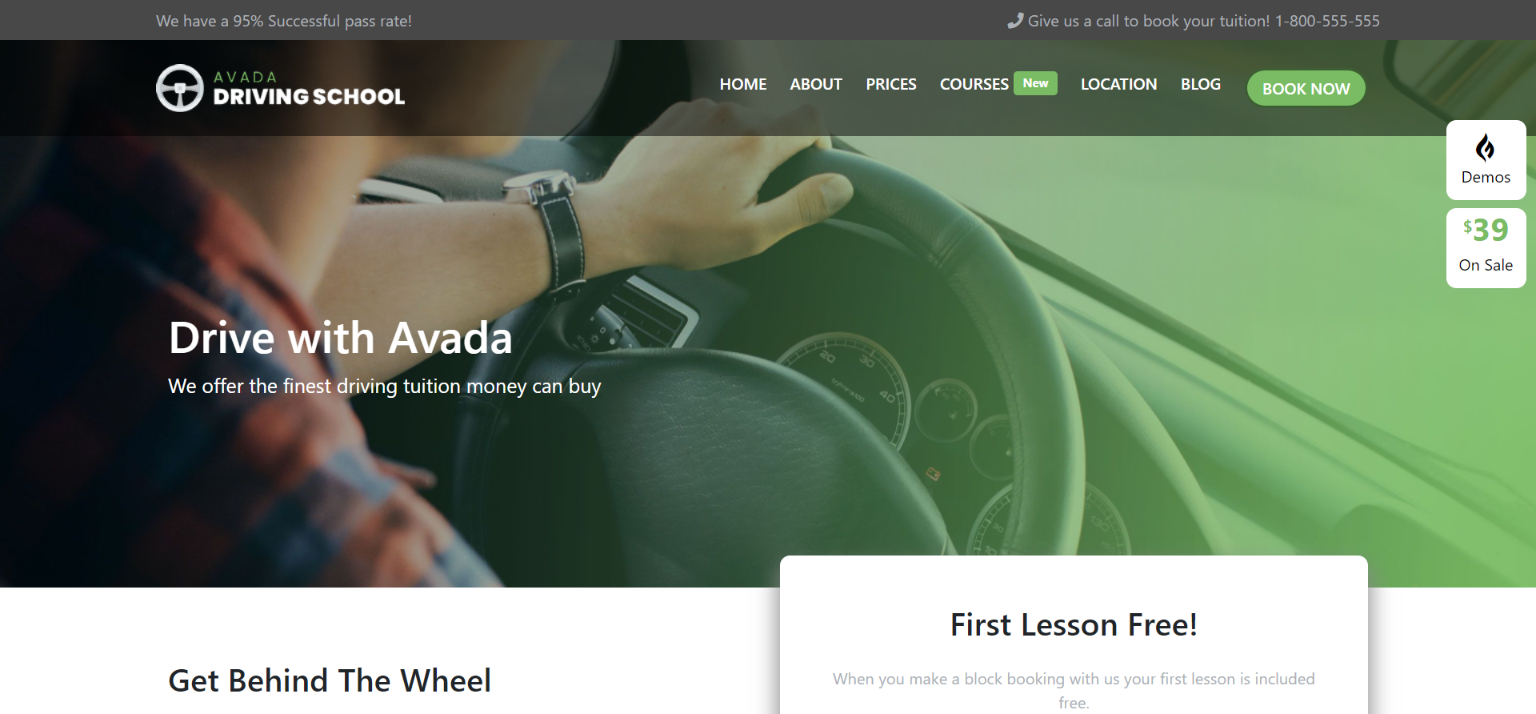 We have a 95% Successful pass rate!
Give us a call to book your tuition! 1-800-555-555
AVADA
DRIVING SCHOOL
HOME ABOUT PRICES COURSES New LOCATION BLOG BOOK NOW
Demos
$39
On Sale
Drive with Avada
We offer the finest driving tuition money can buy
20 30 40
First Lesson Free!
When you make a block booking with us your first lesson is included
free.
Get Behind The Wheel